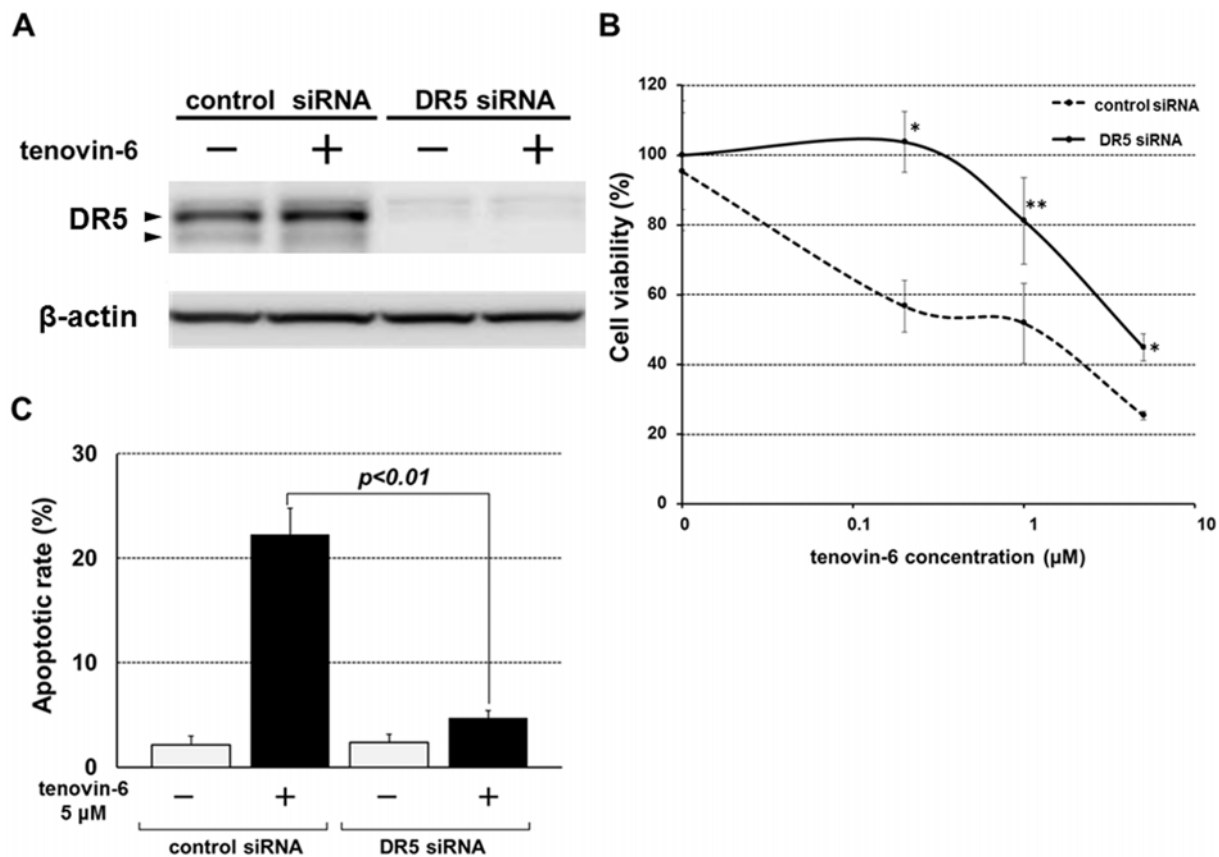 A
control siRNA DR5 siRNA
tenovin-6 − + − +
DR5
β-actin
B
120
100
80
60
40
20
0
Cell viability (%)
control siRNA
DR5 siRNA
*
**
*
0 0.1 1 10
tenovin-6 concentration (μM)
C
30
20
10
0
Apoptotic rate (%)
p<0.01
tenovin-6
5 μM
− + − +
control siRNA DR5 siRNA